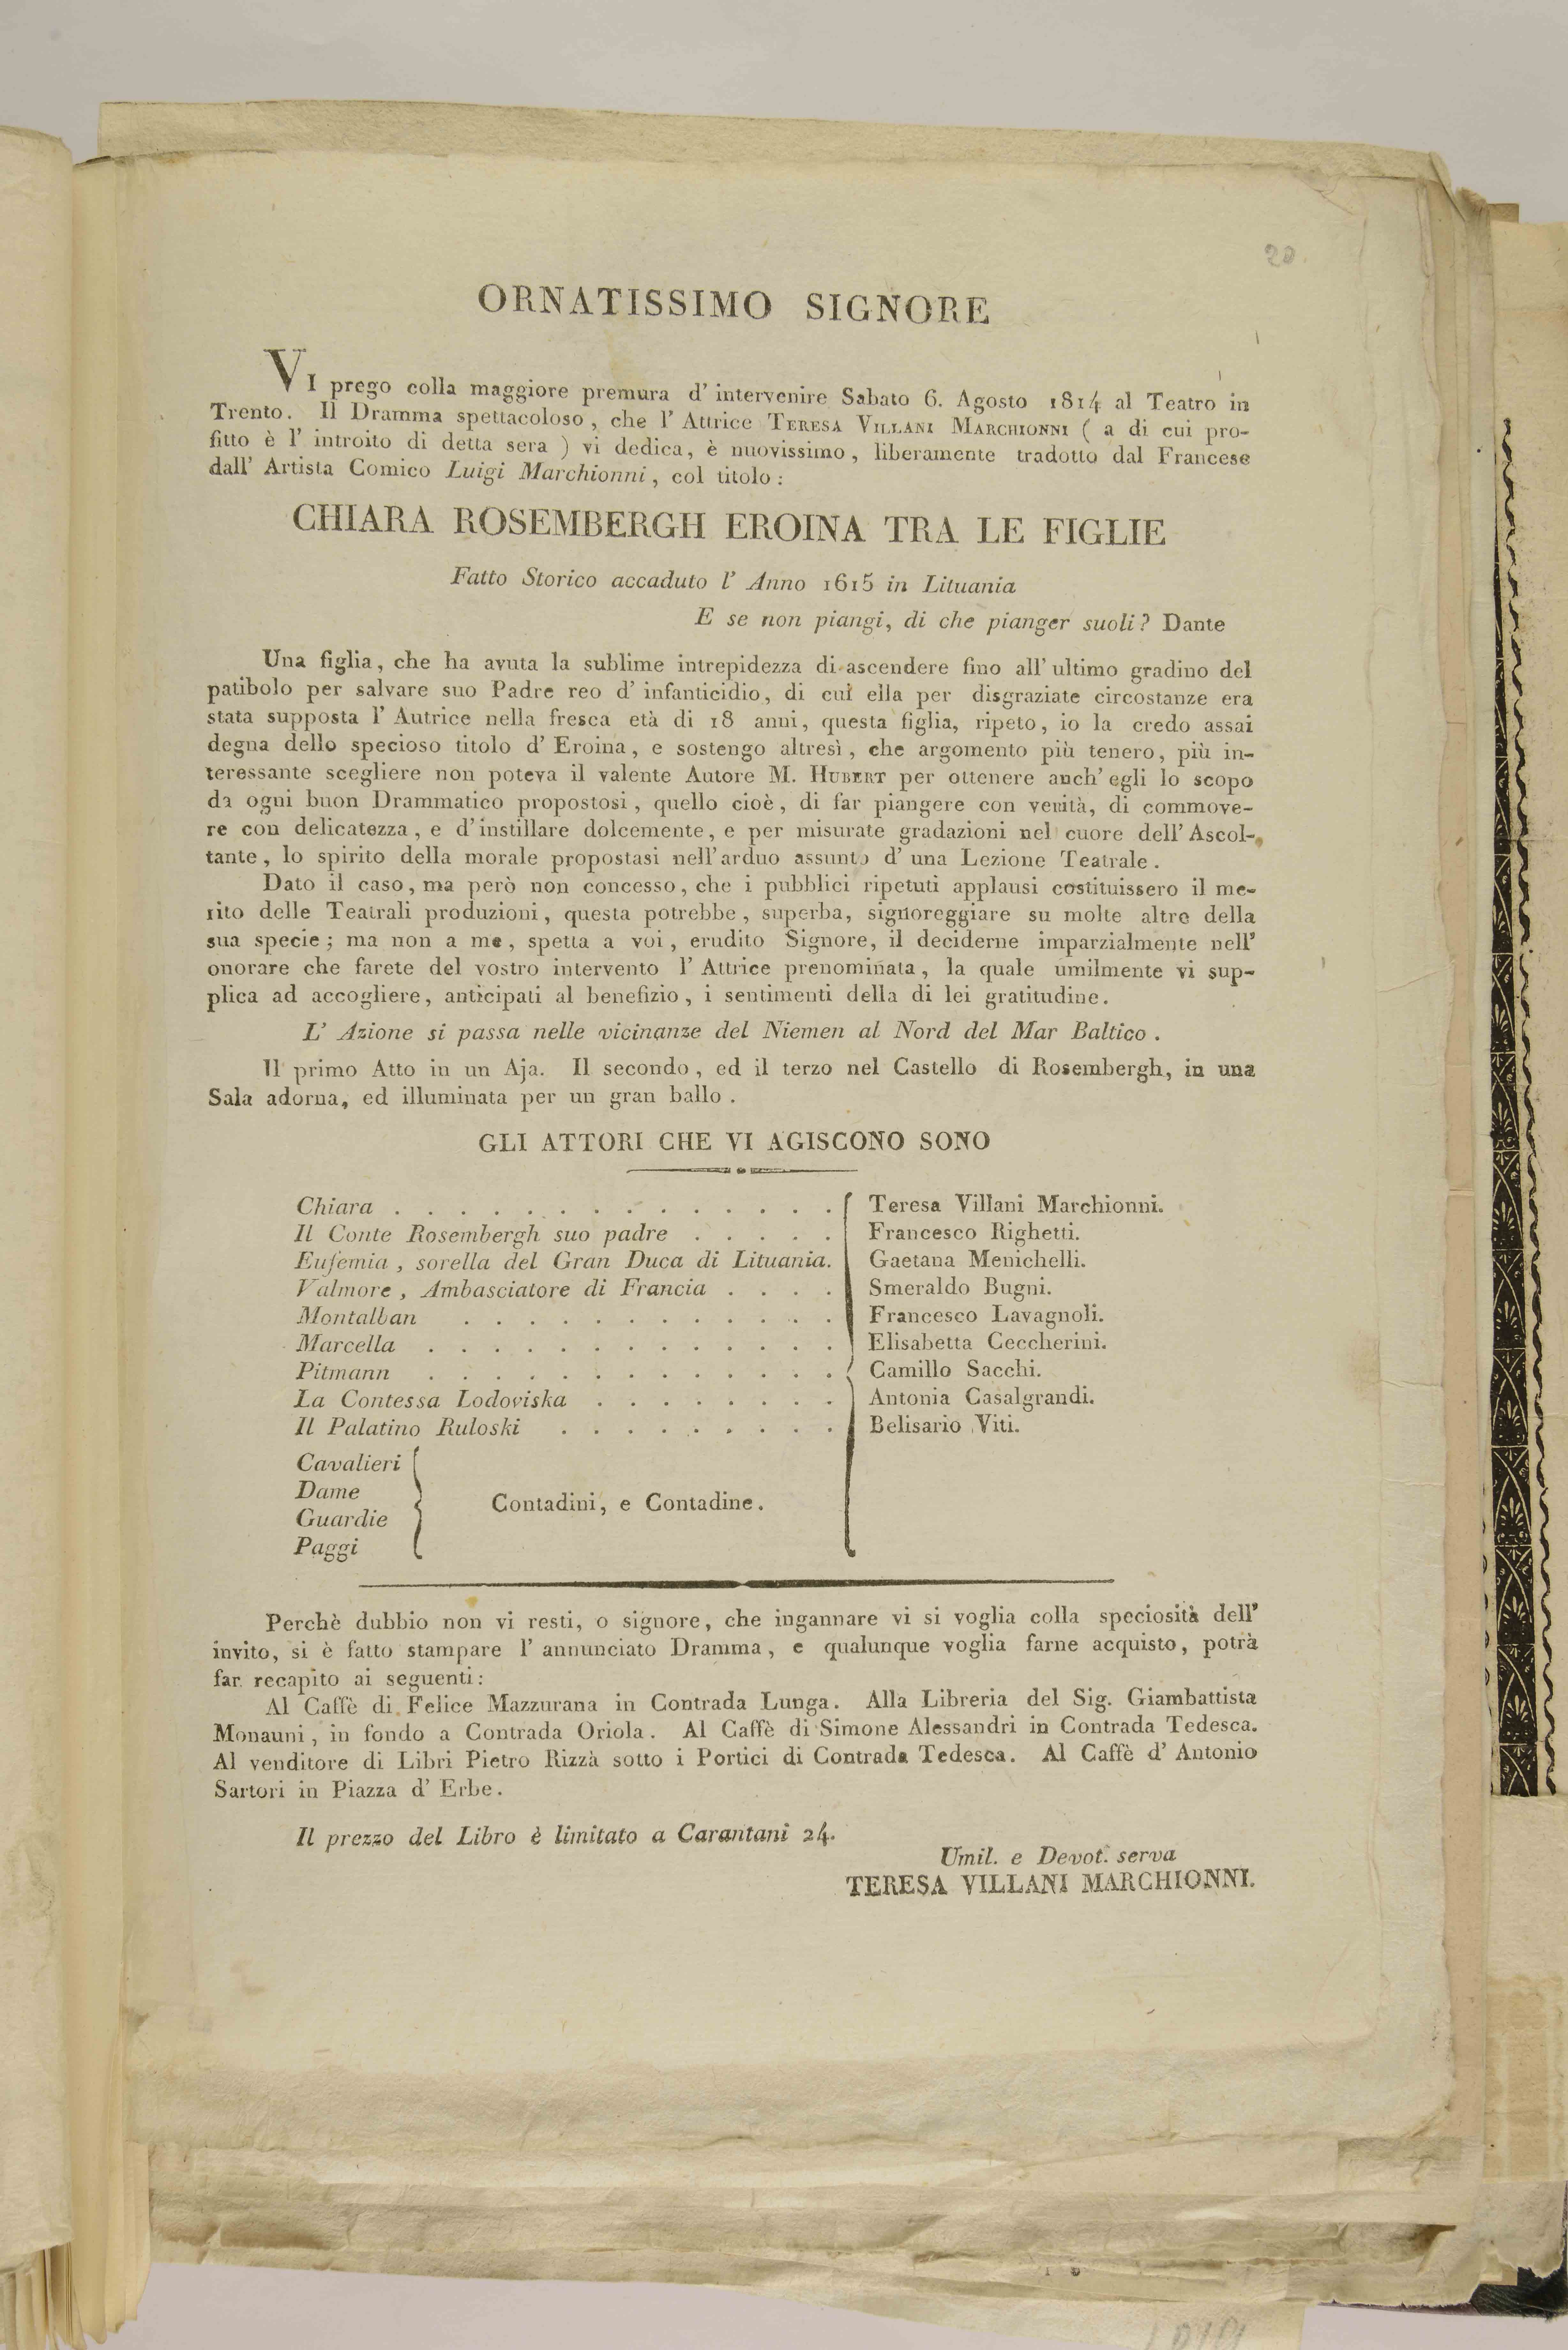 20.
ORNATISSIMO SIGNORE
VI prego colla maggiore premura d' intervenire Sabato 6. Agosto 1814 al Teatro in
Trento. Il Dramma spettacoloso, che l' Attrice TERESA VILLANI MARCHIONNI ( a di cui pro-
fitto è l' introito di detta sera ) vi dedica, è nuovissimo, liberamente tradotto dal Francese
dall' Artista Comico Luigi Marchionni, col titolo:
CHIARA ROSEMBERGH EROINA TRA LE FIGLIE
Fatto Storico accaduto l' Anno 1615 in Lituania
E se non piangi, di che pianger suoli? Dante
Una figlia, che ha avuta la sublime intrepidezza di ascendere fino all' ultimo gradino del
patibolo per salvare suo Padre reo d' infanticidio, di cui ella per disgraziate circostanze era
stata supposta l' Autrice nella fresca età di 18 anni, questa figlia, ripeto, io la credo assai
degna dello specioso titolo d' Eroina, e sostengo altresì, che argomento più tenero, più in-
teressante scegliere non poteva il valente Autore M. HUBERT per ottenere anch' egli lo scopo
da ogni buon Drammatico propostosi, quello cioè, di far piangere con verità, di commove-
re con delicatezza, e d'instillare dolcemente, e per misurate gradazioni nel cuore dell' Ascol-
tante, lo spirito della morale propostasi nell'arduo assunto d' una Lezione Teatrale.
Dato il caso, ma però non concesso, che i pubblici ripetuti applausi costituissero il me-
rito delle Teatrali produzioni, questa potrebbe, superba, signoreggiare su molte altre della
sua specie; ma non a me, spetta a voi, erudito Signore, il deciderne imparzialmente nell'
onorare che farete del vostro intervento l' Attrice prenominata, la quale umilmente vi sup-
plica ad accogliere, anticipati al benefizio, i sentimenti della di lei gratitudine.
L' Azione si passa nelle vicinanze del Niemen al Nord del Mar Baltico.
Il primo Atto in un Aja. Il secondo, ed il terzo nel Castello di Rosembergh, in una
Sala adorna, ed illuminata per un gran ballo.
GLI ATTORI CHE VI AGISCONO SONO
Chiara . . . . . . . . . . . . . . Teresa Villani Marchionni.
Il Conte Rosembergh suo padre . . . . . Francesco Righetti.
Eufemia, sorella del Gran Duca di Lituania. Gaetana Menichelli.
Valmore, Ambasciatore di Francia . . . . Smeraldo Bugni.
Montalban . . . . . . . . . . . . Francesco Lavagnoli.
Marcella . . . . . . . . . . . . . Elisabetta Ceccherini.
Pitmann . . . . . . . . . . . . . Camillo Sacchi.
La Contessa Lodoviska . . . . . . . . Antonia Casalgrandi.
Il Palatino Ruloski . . . . . . . . . Belisario Viti.
Cavalieri
Dame
Guardie
Paggi
Contadini, e Contadine.
Perchè dubbio non vi resti, o signore, che ingannare vi si voglia colla speciosità dell'
invito, si è fatto stampare l' annunciato Dramma, e qualunque voglia farne acquisto, potrà
far recapito ai seguenti:
Al Caffè di Felice Mazzurana in Contrada Lunga. Alla Libreria del Sig. Giambattista
Monauni, in fondo a Contrada Oriola. Al Caffè di Simone Alessandri in Contrada Tedesca.
Al venditore di Libri Pietro Rizzà sotto i Portici di Contrada Tedesca. Al Caffè d' Antonio
Sartori in Piazza d' Erbe.
Il prezzo del Libro è limitato a Carantani 24.
Umil. e Devot. serva
TERESA VILLANI MARCHIONNI.